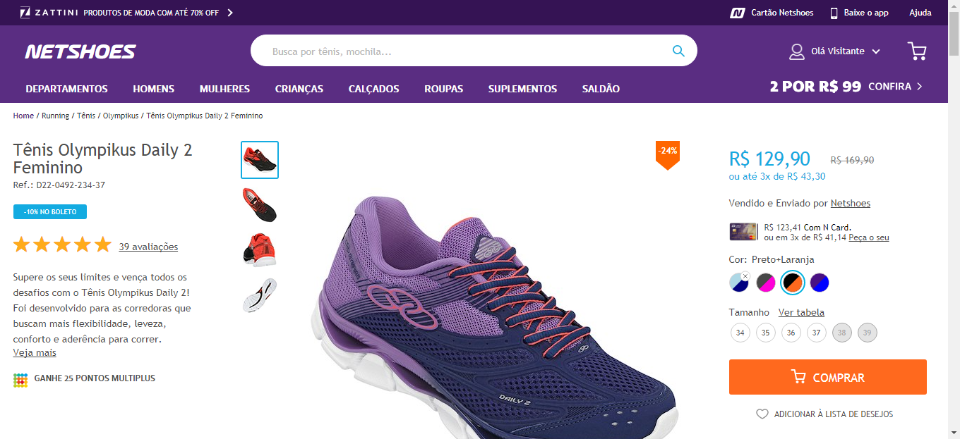 ZATTINI PRODUTOS DE MODA COM ATÉ 70% OFF
Cartão Netshoes
Baixe o app
Ajuda
NETSHOES
Busca por tênis, mochila...
Olá Visitante
DEPARTAMENTOS HOMENS MULHERES CRIANÇAS CALÇADOS ROUPAS SUPLEMENTOS SALDÃO
2 POR R$ 99 CONFIRA
Home / Running / Tênis / Olympikus / Tênis Olympikus Daily 2 Feminino
Tênis Olympikus Daily 2
Feminino
Ref.: D22-0492-234-37
-10% NO BOLETO
39 avaliações
Supere os seus limites e vença todos os
desafios com o Tênis Olympikus Daily 2!
Foi desenvolvido para as corredoras que
buscam mais flexibilidade, leveza,
conforto e aderência para correr.
Veja mais
GANHE 25 PONTOS MULTIPLUS
-24%
DAILY 2
R$ 129,90 R$ 169,90
ou até 3x de R$ 43,30
Vendido e Enviado por Netshoes
R$ 123,41 Com N Card.
ou em 3x de R$ 41,14 Peça o seu
Cor: Preto+Laranja
Tamanho Ver tabela
34 35 36 37 38 39
COMPRAR
ADICIONAR À LISTA DE DESEJOS